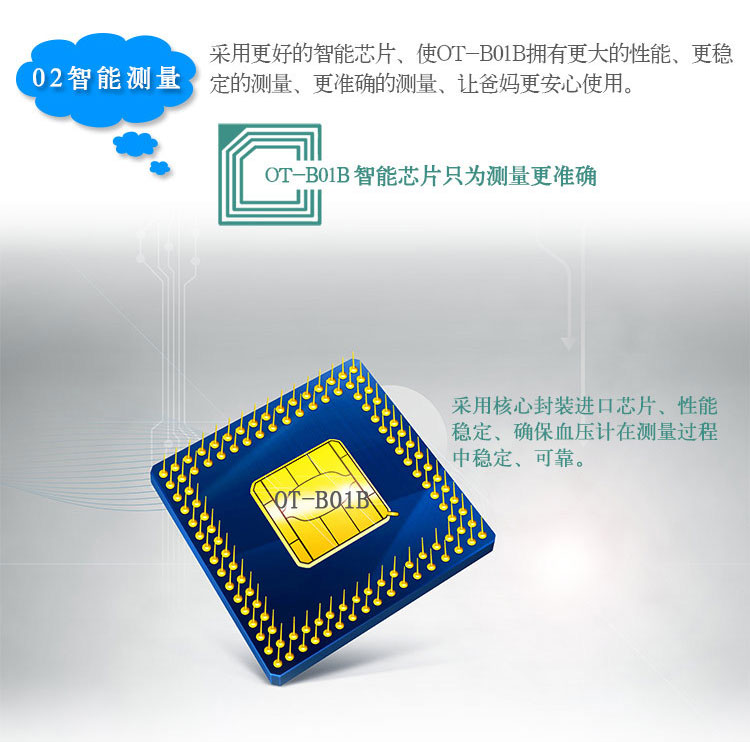 02智能测量
采用更好的智能芯片、使OT-B01B拥有更大的性能、更稳
定的测量、更准确的测量、让爸妈更安心使用。
OT-B01B 智能芯片只为测量更准确
采用核心封装进口芯片、性能
稳定、确保血压计在测量过程
中稳定、可靠。
OT-B01B